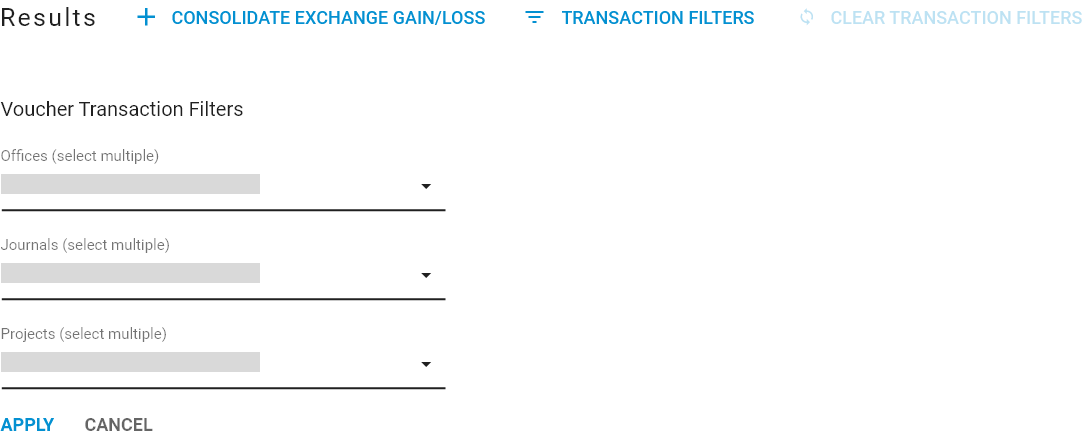 Results CONSOLIDATE EXCHANGE GAIN/LOSS TRANSACTION FILTERS CLEAR TRANSACTION FILTERS
Voucher Transaction Filters
Offices (select multiple)
Journals (select multiple)
Projects (select multiple)
APPLY CANCEL